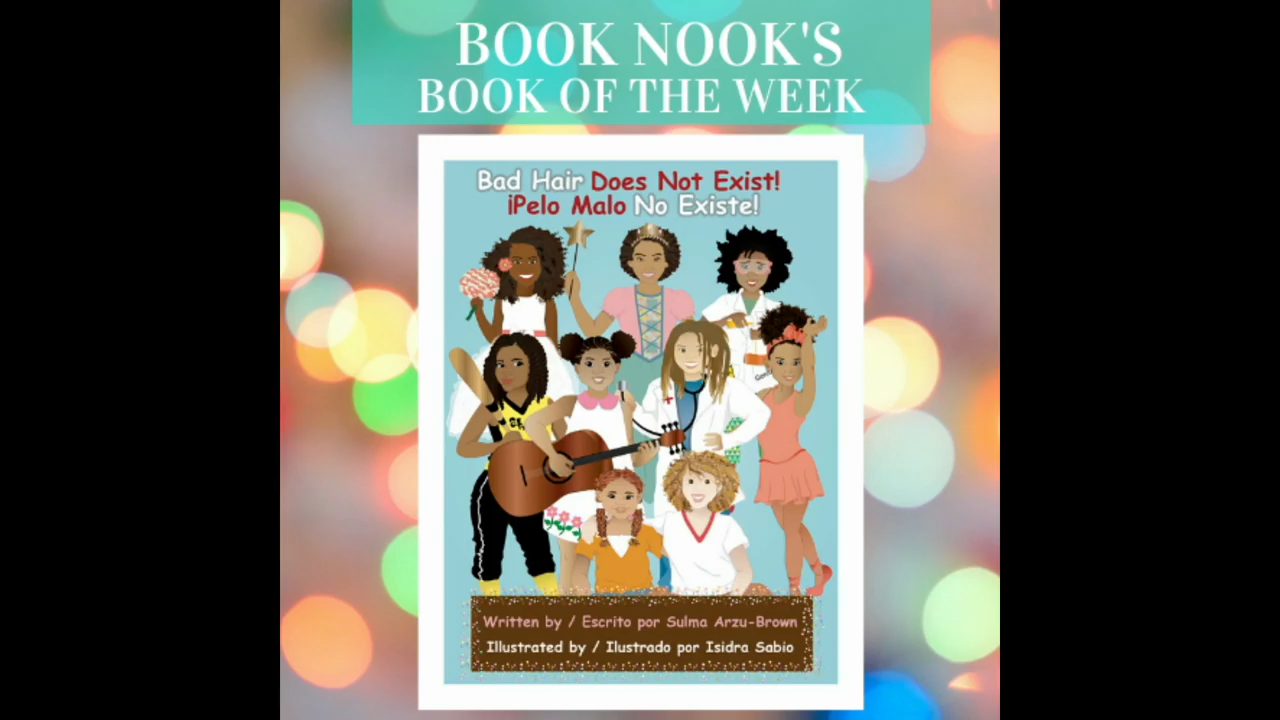 BOOK NOOK'S
BOOK OF THE WEEK
Bad Hair Does Not Exist!
¡Pelo Malo No Existe!
Written by / Escrito por Sulma Arzu-Brown
Illustrated by / Ilustrado por Isidra Sabio